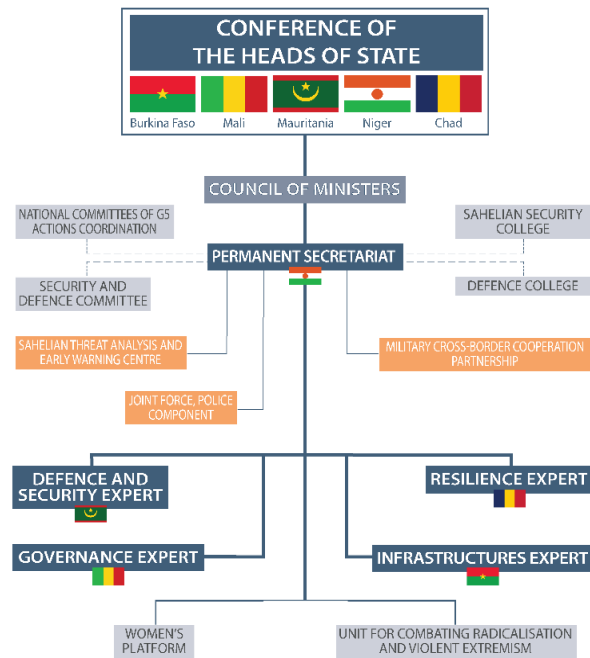 CONFERENCE OF
THE HEADS OF STATE
Burkina Faso
Mali
Mauritania
Niger
Chad
COUNCIL OF MINISTERS
NATIONAL COMMITTEES OF G5
ACTIONS COORDINATION
SAHELIAN SECURITY
COLLEGE
PERMANENT SECRETARIAT
SECURITY AND
DEFENCE COMMITTEE
DEFENCE COLLEGE
SAHELIAN THREAT ANALYSIS AND
EARLY WARNING CENTRE
MILITARY CROSS-BORDER COOPERATION
PARTNERSHIP
JOINT FORCE, POLICE
COMPONENT
DEFENCE AND
SECURITY EXPERT
RESILIENCE EXPERT
GOVERNANCE EXPERT
INFRASTRUCTURES EXPERT
WOMEN'S
PLATFORM
UNIT FOR COMBATING RADICALISATION
AND VIOLENT EXTREMISM